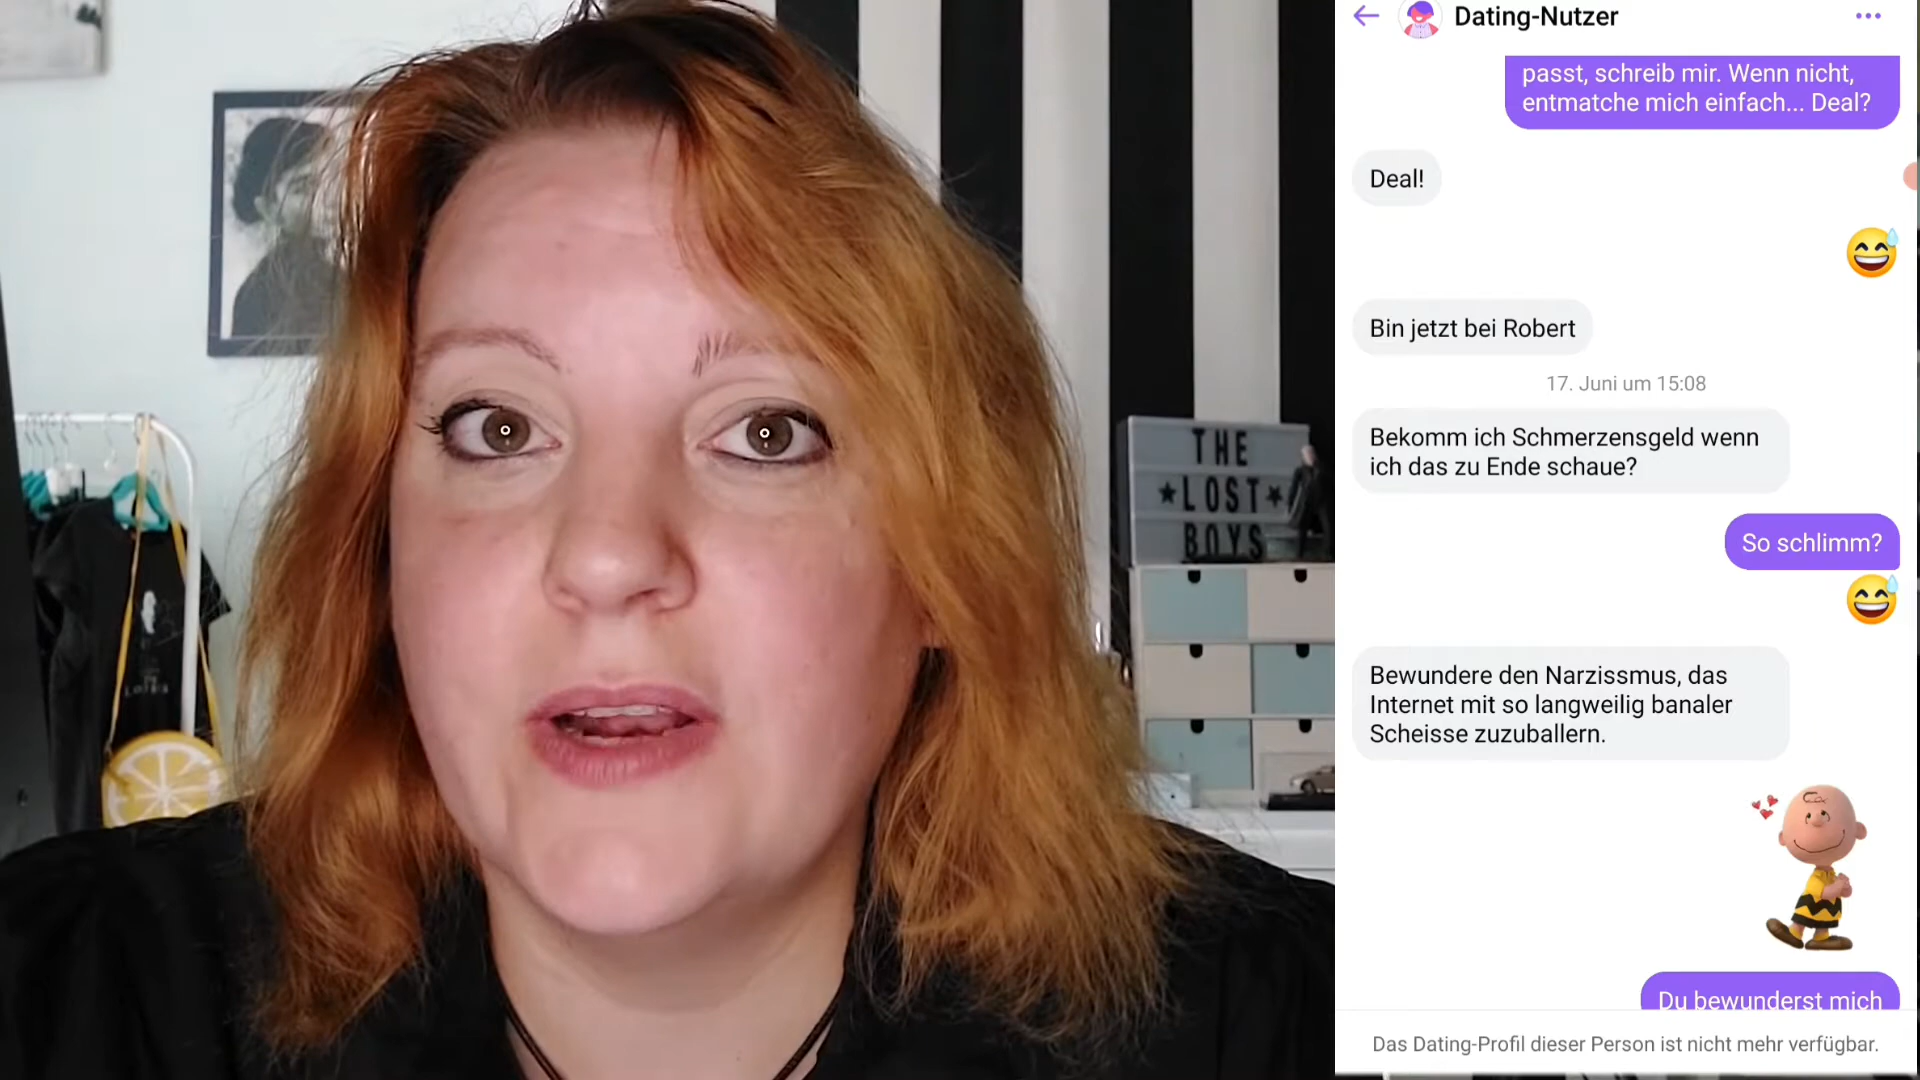 THE
★LOST★
BOYS
Dating-Nutzer
passt, schreib mir. Wenn nicht,
entmatche mich einfach... Deal?
Deal!
Bin jetzt bei Robert
17. Juni um 15:08
Bekomm ich Schmerzensgeld wenn
ich das zu Ende schaue?
So schlimm?
Bewundere den Narzissmus, das
Internet mit so langweilig banaler
Scheisse zuzuballern.
Du bewunderst mich
Das Dating-Profil dieser Person ist nicht mehr verfügbar.